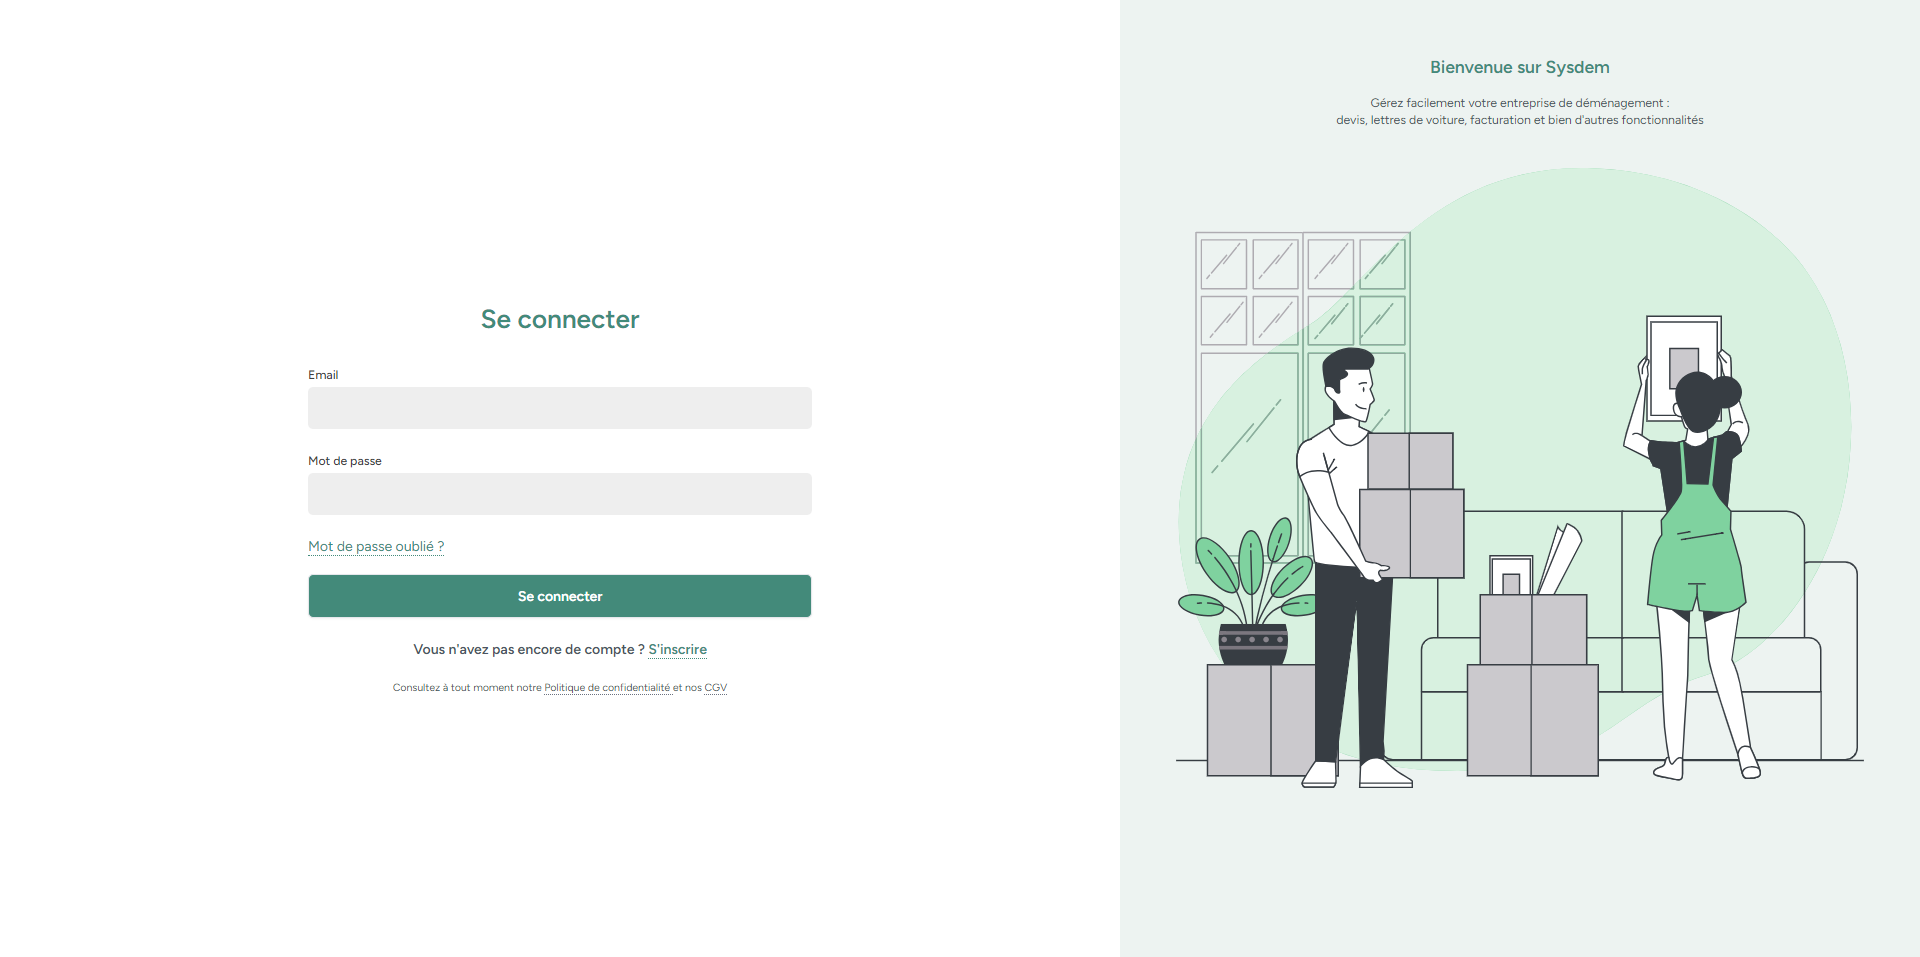 Se connecter
Email
Mot de passe
Mot de passe oublié ?
Se connecter
Vous n'avez pas encore de compte ? S'inscrire
Consultez à tout moment notre Politique de confidentialité et nos CGV
Bienvenue sur Sysdem
Gérez facilement votre entreprise de déménagement :
devis, lettres de voiture, facturation et bien d'autres fonctionnalités